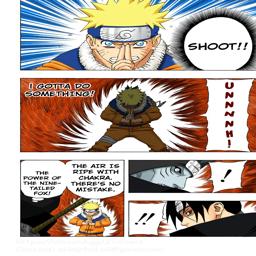 SHOOT!!
I GOTTA DO
SOMETHING!
UNNNNH!
THE AIR IS
RIPE WITH
CHAKRA.
THERE'S NO
MISTAKE.
THE
POWER OF
THE NINE-
TAILED
FOX!
!
!!